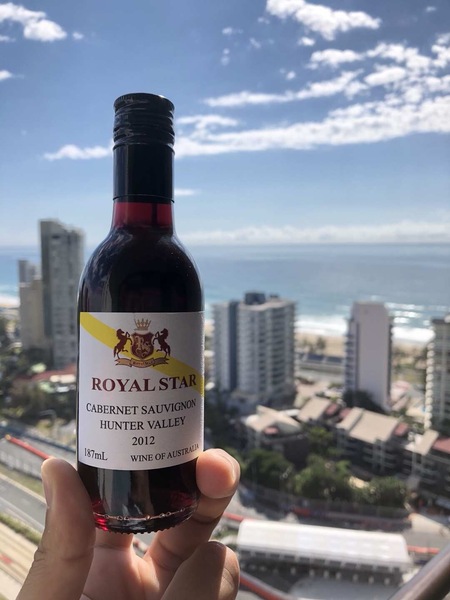 ROYAL STAR
CABERNET SAUVIGNON
HUNTER VALLEY
2012
187mL WINE OF AUSTRALIA